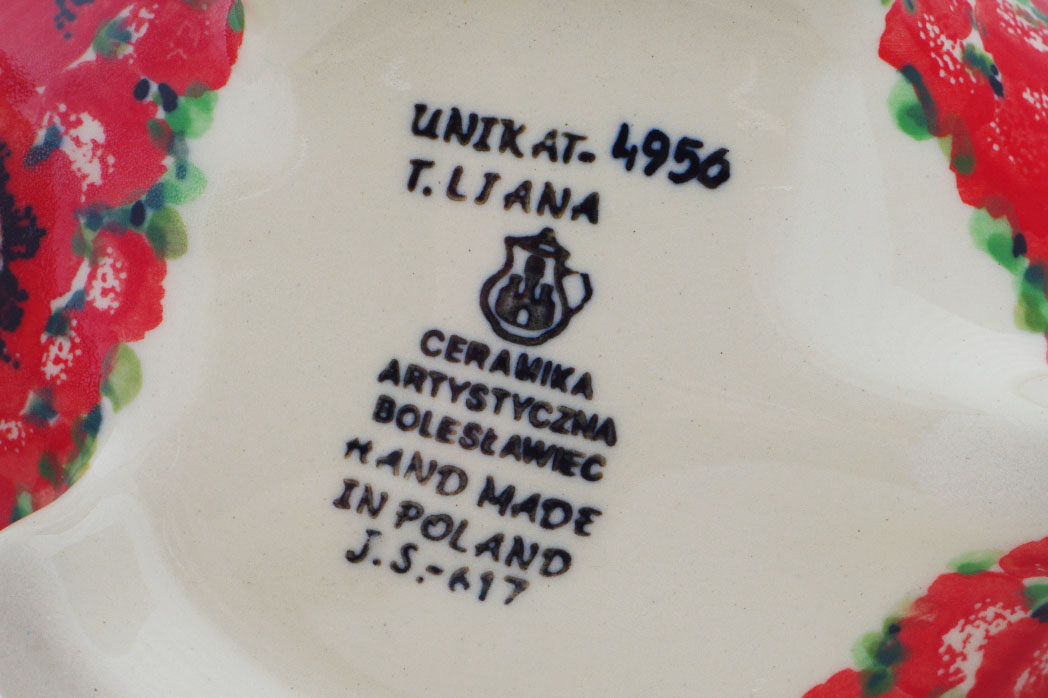 UNIKAT- 4956
T. LIANA
CERAMIKA
ARTYSTYCZNA
BOLESŁAWIEC
HAND MADE
IN POLAND
J.S.-617